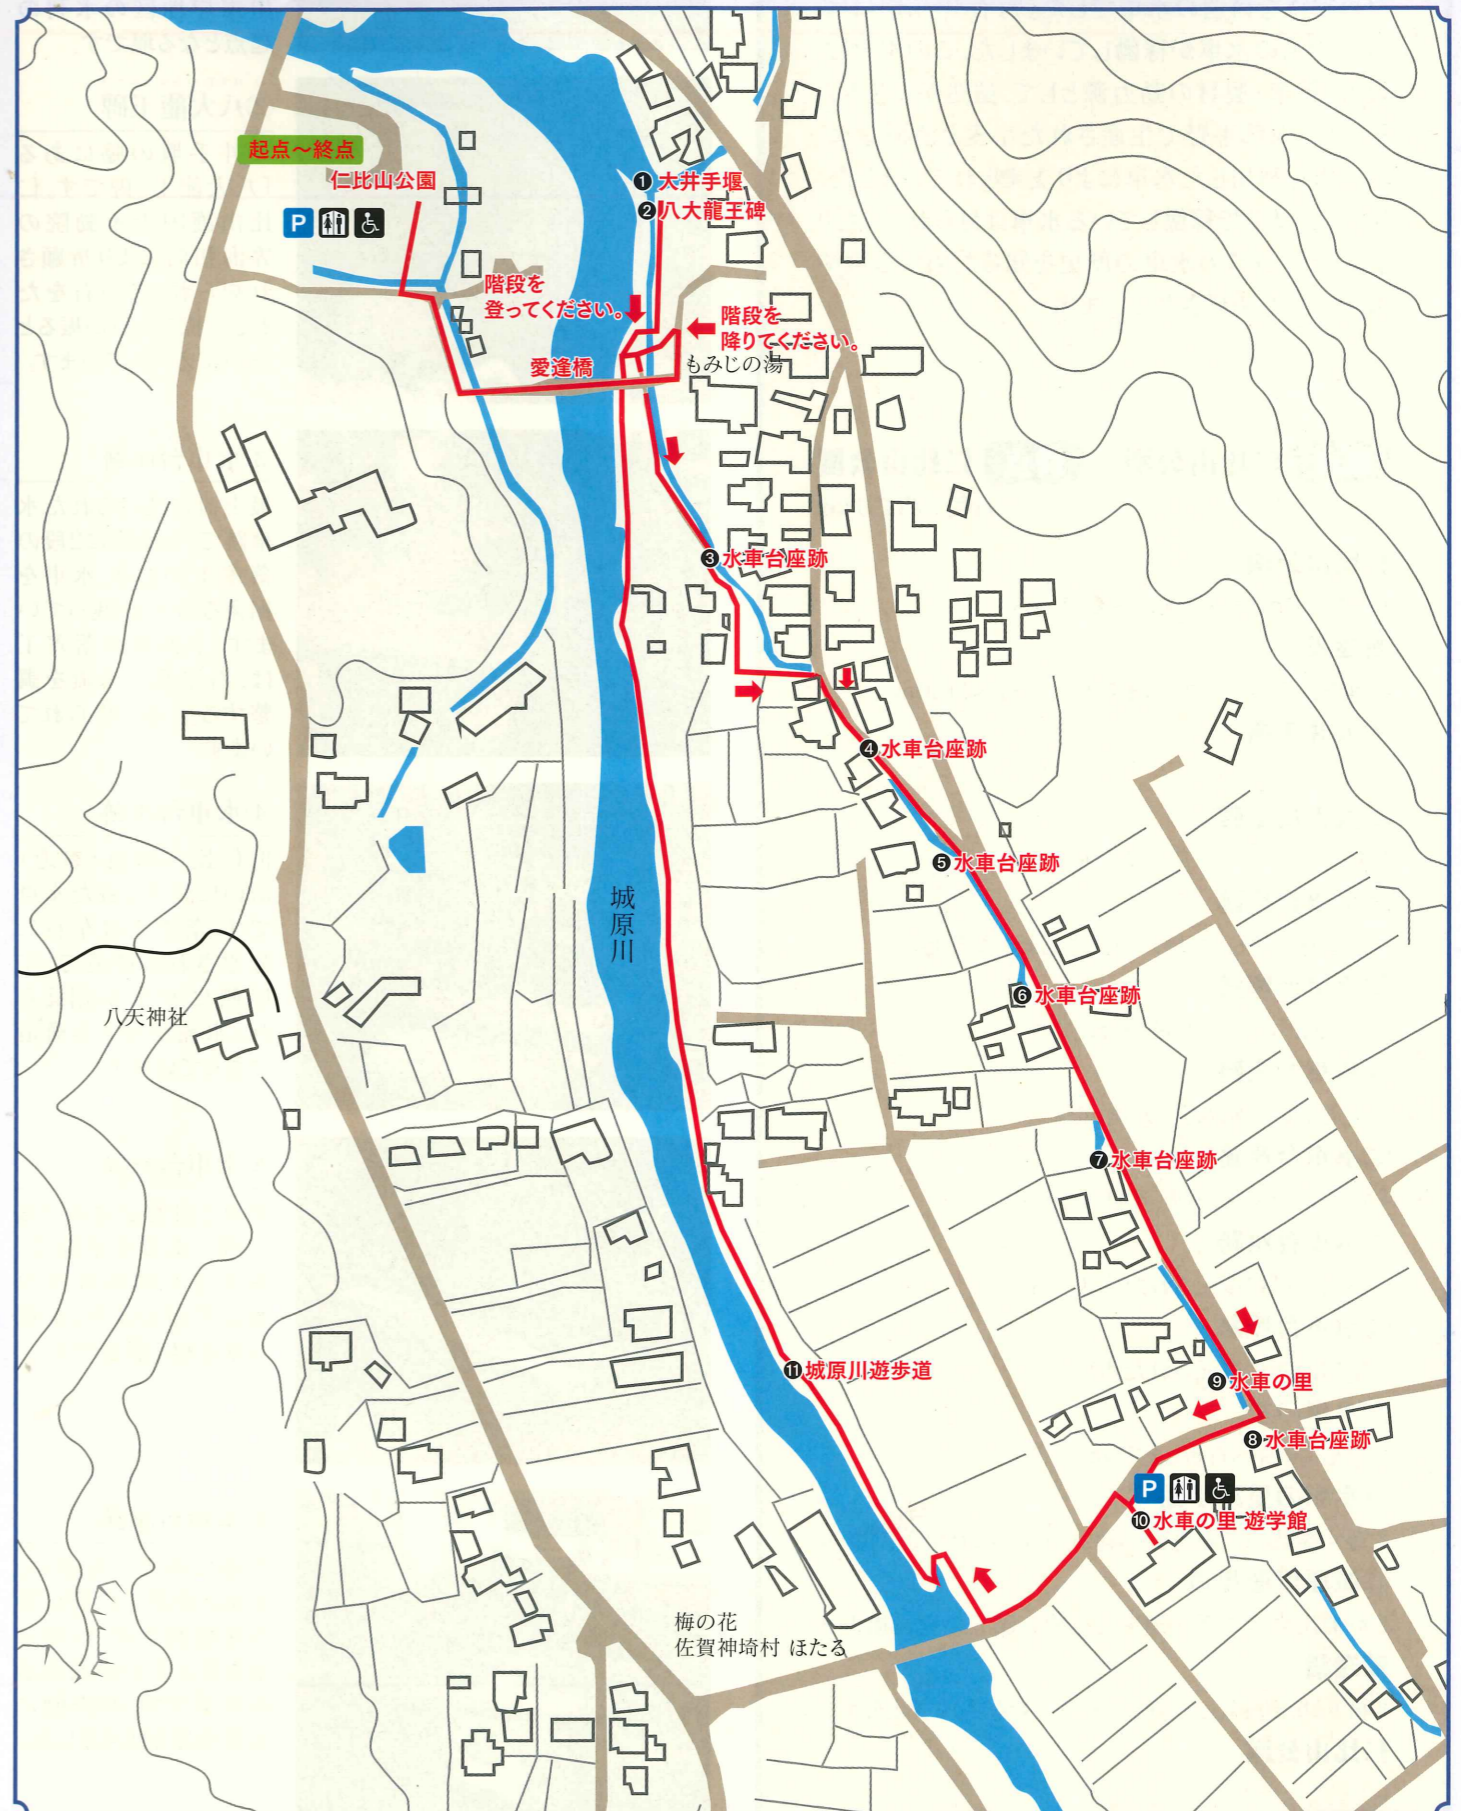 起点～終点
仁比山公園
P
❶ 大井手堰
❷ 八大龍王碑
階段を
登ってください。
階段を
降りてください。
もみじの湯
愛逢橋
❸ 水車台座跡
❹ 水車台座跡
❺ 水車台座跡
城原川
❻ 水車台座跡
八天神社
❼ 水車台座跡
⓫ 城原川遊歩道
❾ 水車の里
❽ 水車台座跡
P
❿ 水車の里 遊学館
梅の花
佐賀神埼村 ほたる